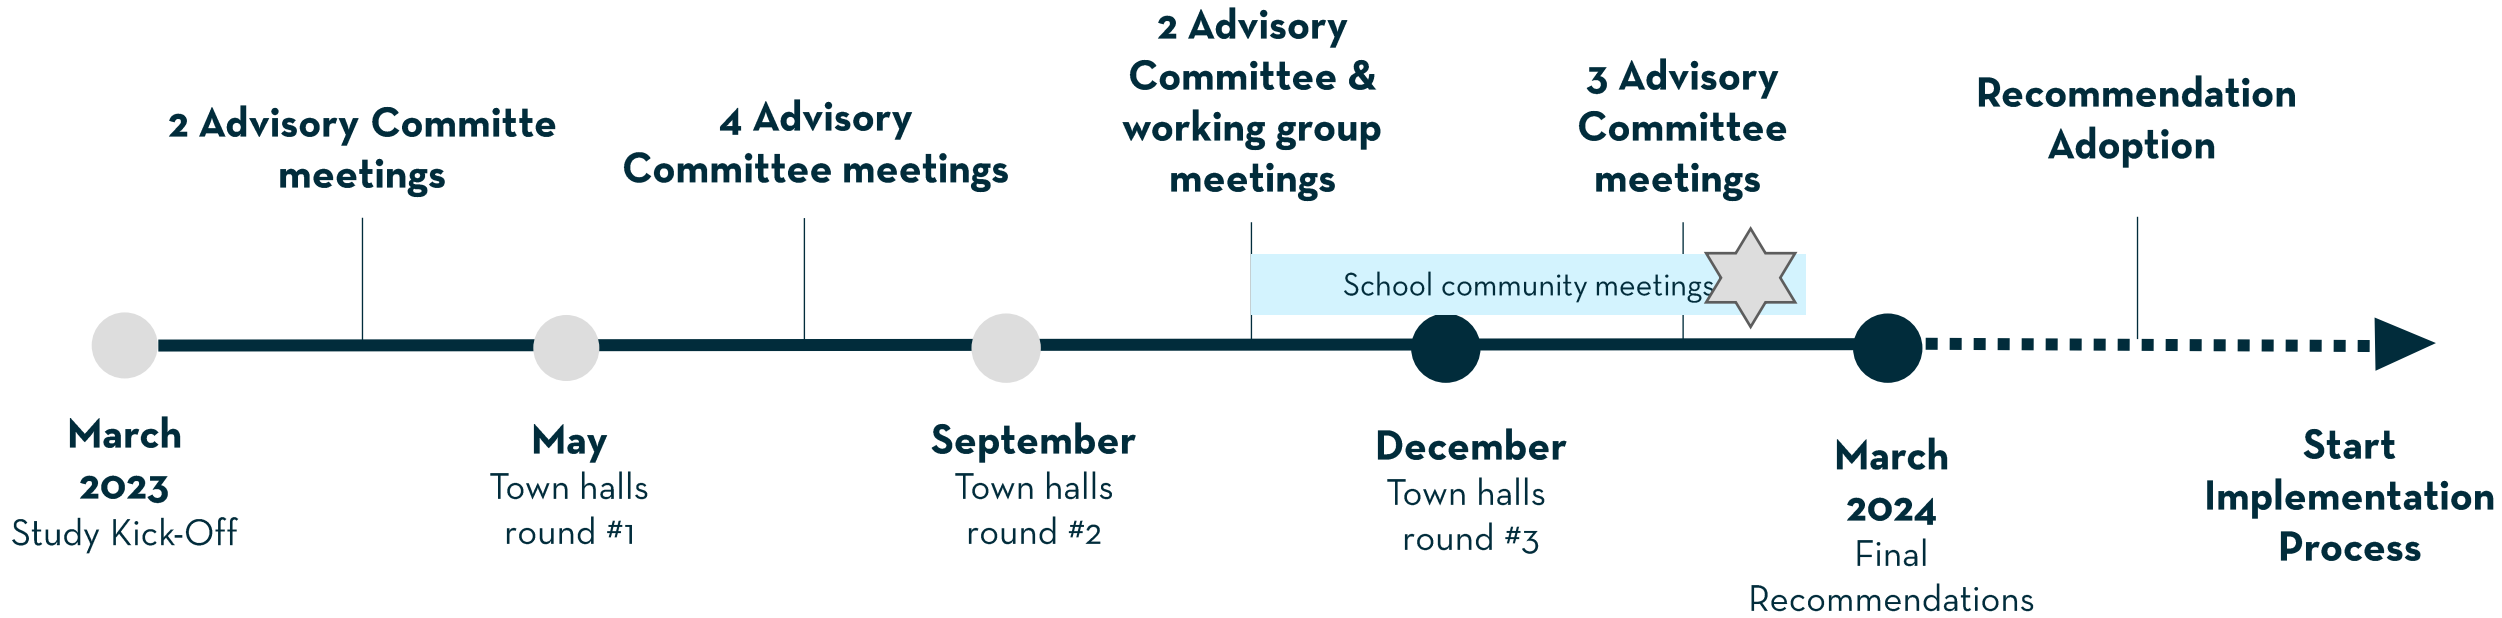 2 Advisory Committee
meetings
4 Advisory
Committee meetings
2 Advisory
Committee &
working group
meetings
3 Advisory
Committee
meetings
Recommendation
Adoption
School community meetings
March
2023
Study Kick-Off
May
Town halls
round #1
September
Town halls
round #2
December
Town halls
round #3
March
2024
Final
Recommendations
Start
Implementation
Process